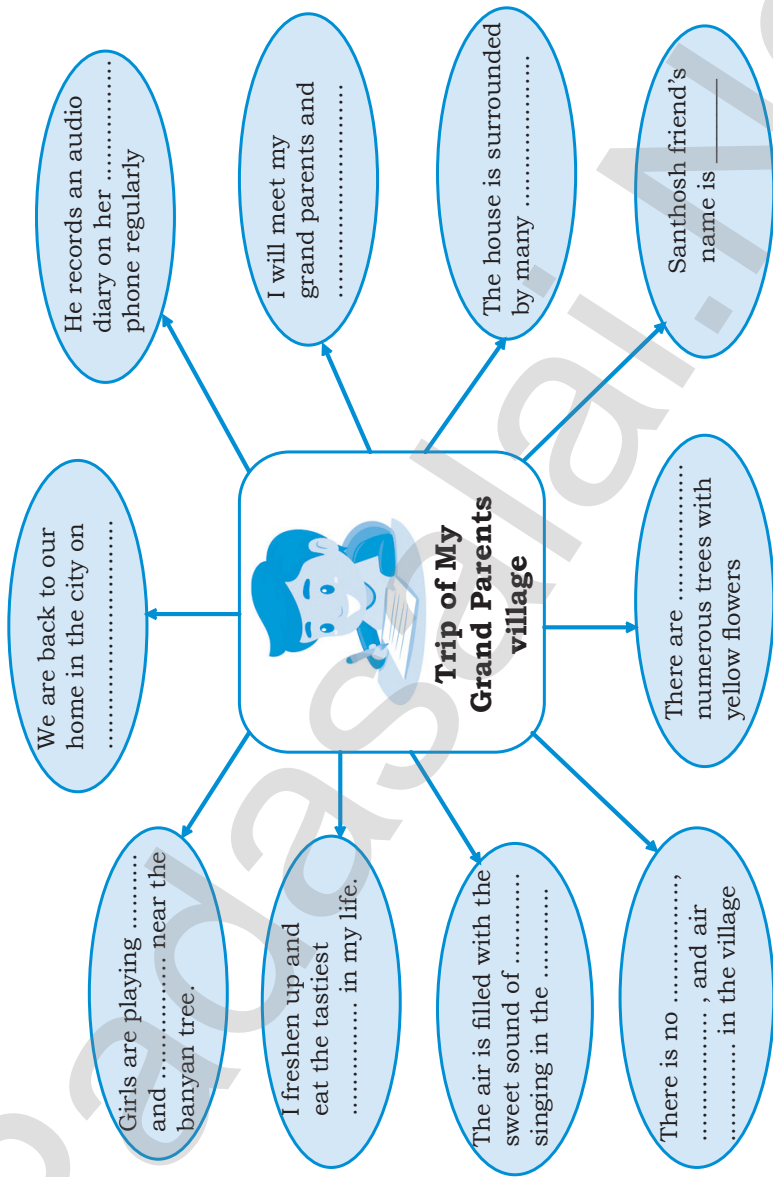 We are back to our
home in the city on
....................................
He records an audio
diary on her ................
phone regularly
I will meet my
grand parents and
...............................
The house is surrounded
by many ......................
Santhosh friend's
name is ________
There are ....................
numerous trees with
yellow flowers
There is no ...............,
.................. , and air
.............. in the village
The air is filled with the
sweet sound of ............
singing in the .............
I freshen up and
eat the tastiest
.............. in my life.
Girls are playing ..........
and ................ near the
banyan tree.
Trip of My
Grand Parents
village
Padasalai.Ne